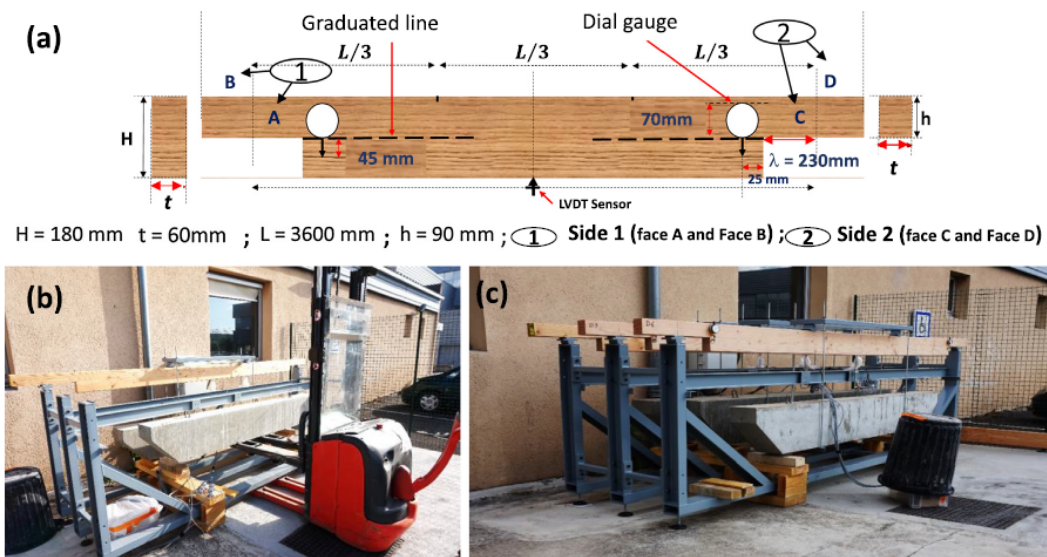 (a)
Graduated line
Dial gauge
2
L/3
L/3
L/3
B
1
D
A
C
70mm
H
h
45 mm
λ = 230mm
t
25 mm
t
LVDT Sensor
H = 180 mm t = 60mm ; L = 3600 mm ; h = 90 mm ; 1 Side 1 (face A and Face B) ; 2 Side 2 (face C and Face D)
(b)
(c)